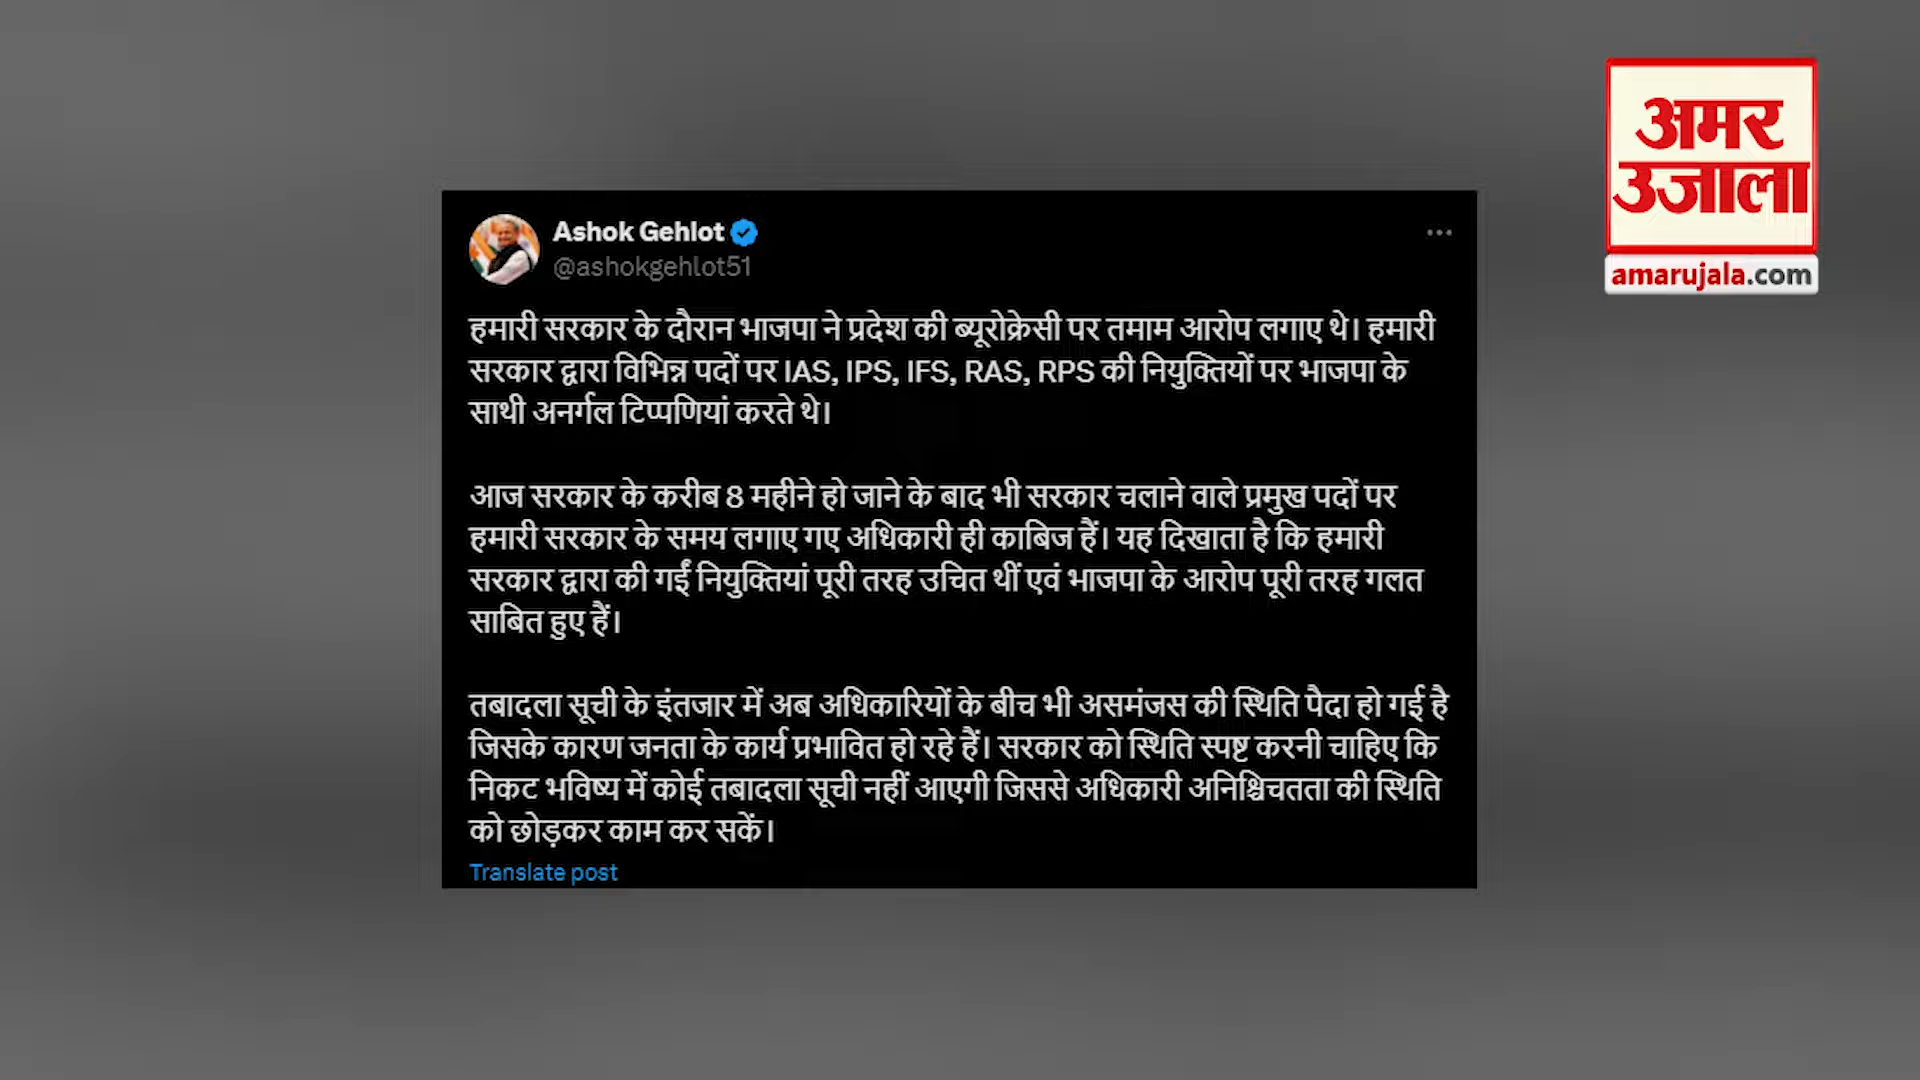 अमर
उजाला
amarujala.com
Ashok Gehlot
@ashokgehlot51
हमारी सरकार के दौरान भाजपा ने प्रदेश की ब्यूरोक्रेसी पर तमाम आरोप लगाए थे। हमारी
सरकार द्वारा विभिन्न पदों पर IAS, IPS, IFS, RAS, RPS की नियुक्तियों पर भाजपा के
साथी अनर्गल टिप्पणियां करते थे।
आज सरकार के करीब 8 महीने हो जाने के बाद भी सरकार चलाने वाले प्रमुख पदों पर
हमारी सरकार के समय लगाए गए अधिकारी ही काबिज हैं। यह दिखाता है कि हमारी
सरकार द्वारा की गईं नियुक्तियां पूरी तरह उचित थीं एवं भाजपा के आरोप पूरी तरह गलत
साबित हुए हैं।
तबादला सूची के इंतजार में अब अधिकारियों के बीच भी असमंजस की स्थिति पैदा हो गई है
जिसके कारण जनता के कार्य प्रभावित हो रहे हैं। सरकार को स्थिति स्पष्ट करनी चाहिए कि
निकट भविष्य में कोई तबादला सूची नहीं आएगी जिससे अधिकारी अनिश्चितता की स्थिति
को छोड़कर काम कर सकें।
Translate post